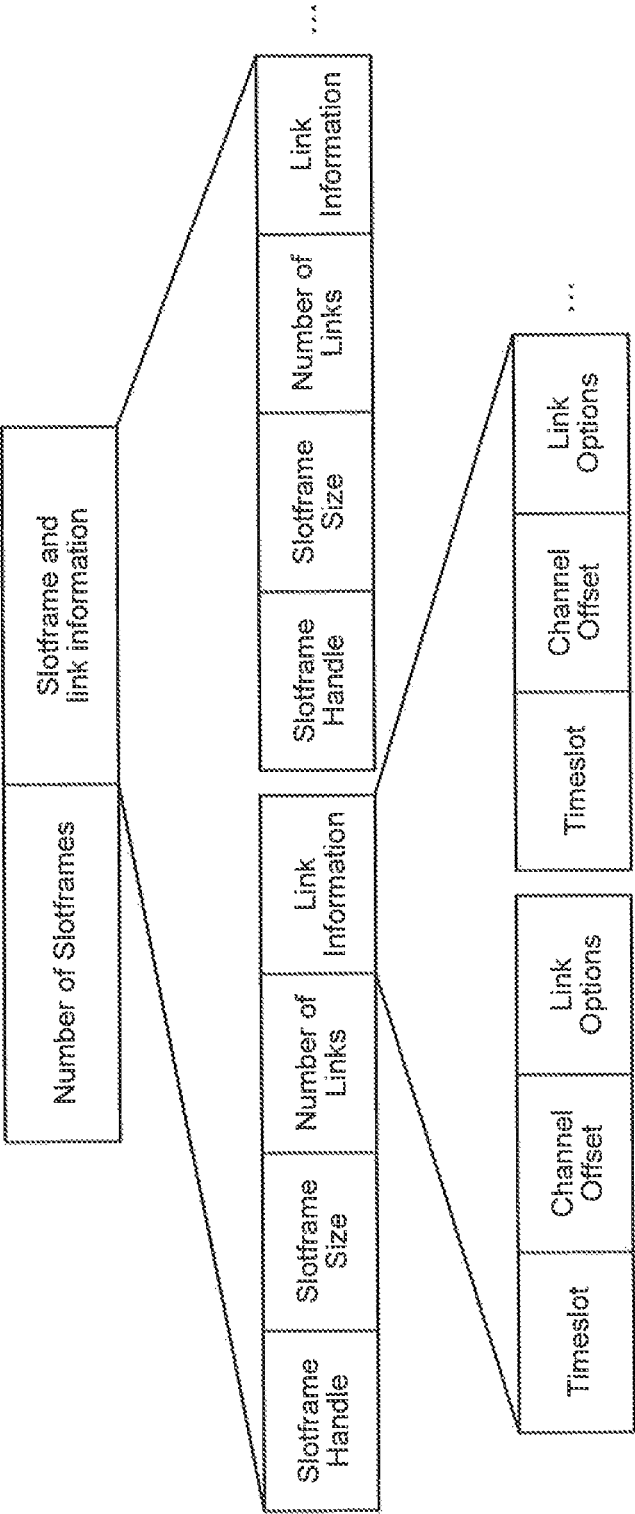 Number of Slotframes
Slotframe and
link information
Slotframe
Handle
Slotframe
Size
Number of
Links
Link
Information
Slotframe
Handle
Slotframe
Size
Number of
Links
Link
Information
...
Timeslot
Channel
Offset
Link
Options
Timeslot
Channel
Offset
Link
Options
...